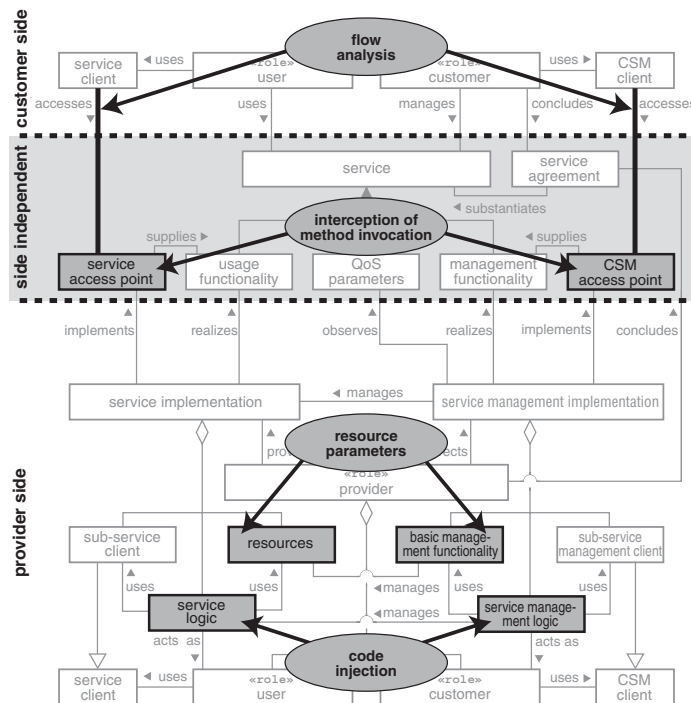 customer side
flow
analysis
service
client
uses
«role»
user
«role»
customer
uses
CSM
client
accesses
uses
manages
concludes
accesses
side independent
service
service
agreement
substantiates
interception of
method invocation
supplies
supplies
service
access point
usage
functionality
QoS
parameters
management
functionality
CSM
access point
implements
realizes
observes
realizes
implements
concludes
provider side
manages
service implementation
service management implementation
resource
parameters
«role»
provider
sub-service
client
resources
basic manage-
ment functionality
sub-service
management client
uses
uses
manages
uses
uses
service
logic
manages
service manage-
ment logic
acts as
acts as
code
injection
service
client
uses
«role»
user
«role»
customer
uses
CSM
client